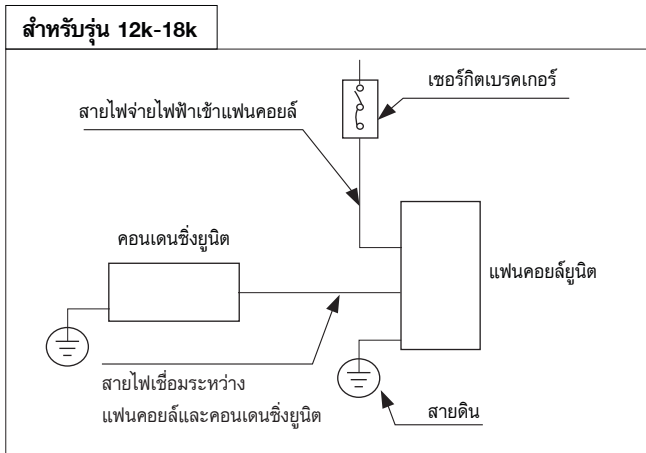 สำหรับรุ่น 12k-18k
เซอร์กิตเบรคเกอร์
สายไฟจ่ายไฟฟ้าเข้าแฟนคอยล์
คอนเดนซิ่งยูนิต
แฟนคอยล์ยูนิต
สายไฟเชื่อมระหว่าง
แฟนคอยล์และคอนเดนซิ่งยูนิต
สายดิน